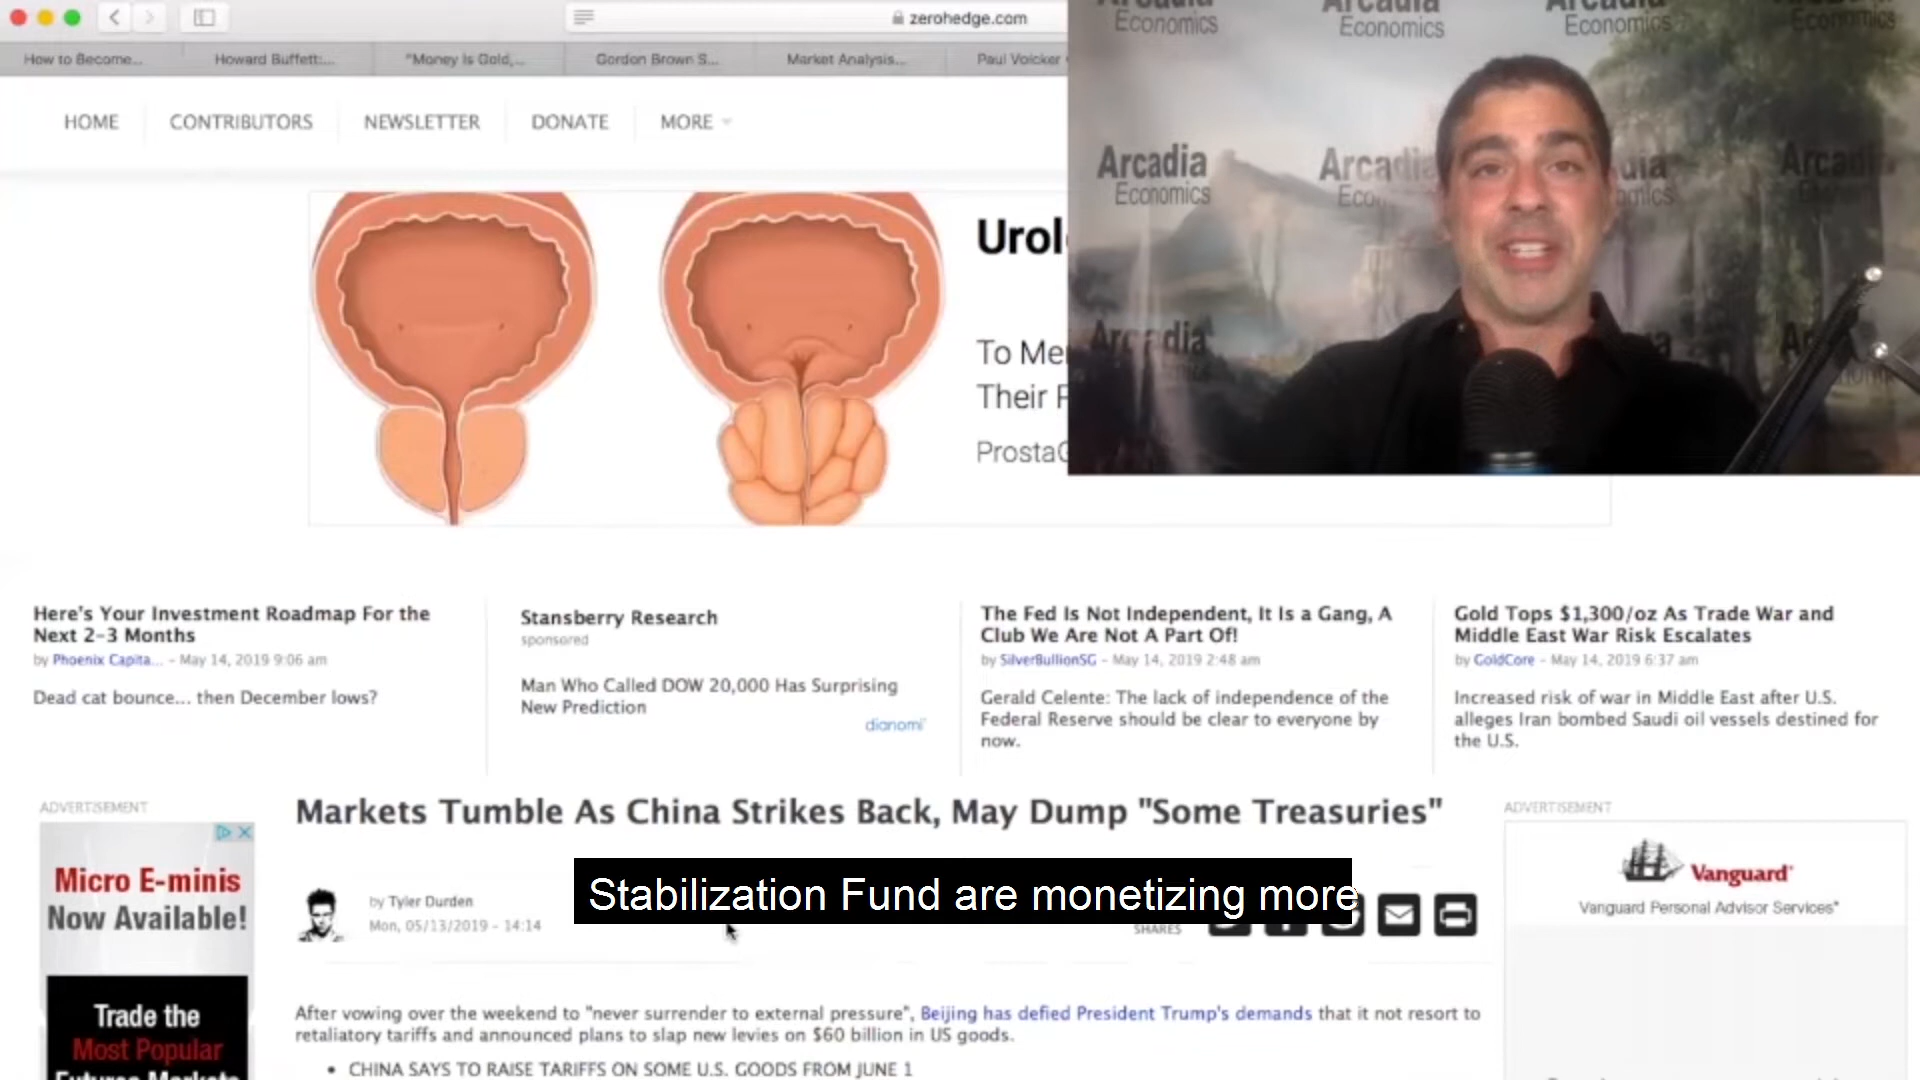 zerohedge.com
How to Become...
Howard Buffett:...
"Money Is Gold,...
Gordon Brown S...
Market Analysis...
Paul Volcker
HOME
CONTRIBUTORS
NEWSLETTER
DONATE
MORE
Arcadia
Economics
Arcadia
Economics
Arcadia
Economics
Economics
Arcadia
Economics
Arcadia
Eco
dia
omics
Arcadia
Arcadia
Urol
To Me
Their P
ProstaG
Here's Your Investment Roadmap For the
Next 2-3 Months
by Phoenix Capita... - May 14, 2019 9:06 am
Dead cat bounce... then December lows?
Stansberry Research
sponsored
Man Who Called DOW 20,000 Has Surprising
New Prediction
dianomi
The Fed Is Not Independent, It Is a Gang, A
Club We Are Not A Part Of!
by SilverBullionSG - May 14, 2019 2:48 am
Gerald Celente: The lack of independence of the
Federal Reserve should be clear to everyone by
now.
Gold Tops $1,300/oz As Trade War and
Middle East War Risk Escalates
by GoldCore - May 14, 2019 6:37 am
Increased risk of war in Middle East after U.S.
alleges Iran bombed Saudi oil vessels destined for
the U.S.
ADVERTISEMENT
Micro E-minis
Now Available!
Trade the
Most Popular
Futures Markets
Markets Tumble As China Strikes Back, May Dump "Some Treasuries"
by Tyler Durden
Mon, 05/13/2019 - 14:14
Stabilization Fund are monetizing more
SHARES
After vowing over the weekend to "never surrender to external pressure", Beijing has defied President Trump's demands that it not resort to
retaliatory tariffs and announced plans to slap new levies on $60 billion in US goods.
• CHINA SAYS TO RAISE TARIFFS ON SOME U.S. GOODS FROM JUNE 1
ADVERTISEMENT
Vanguard®
Vanguard Personal Advisor Services®